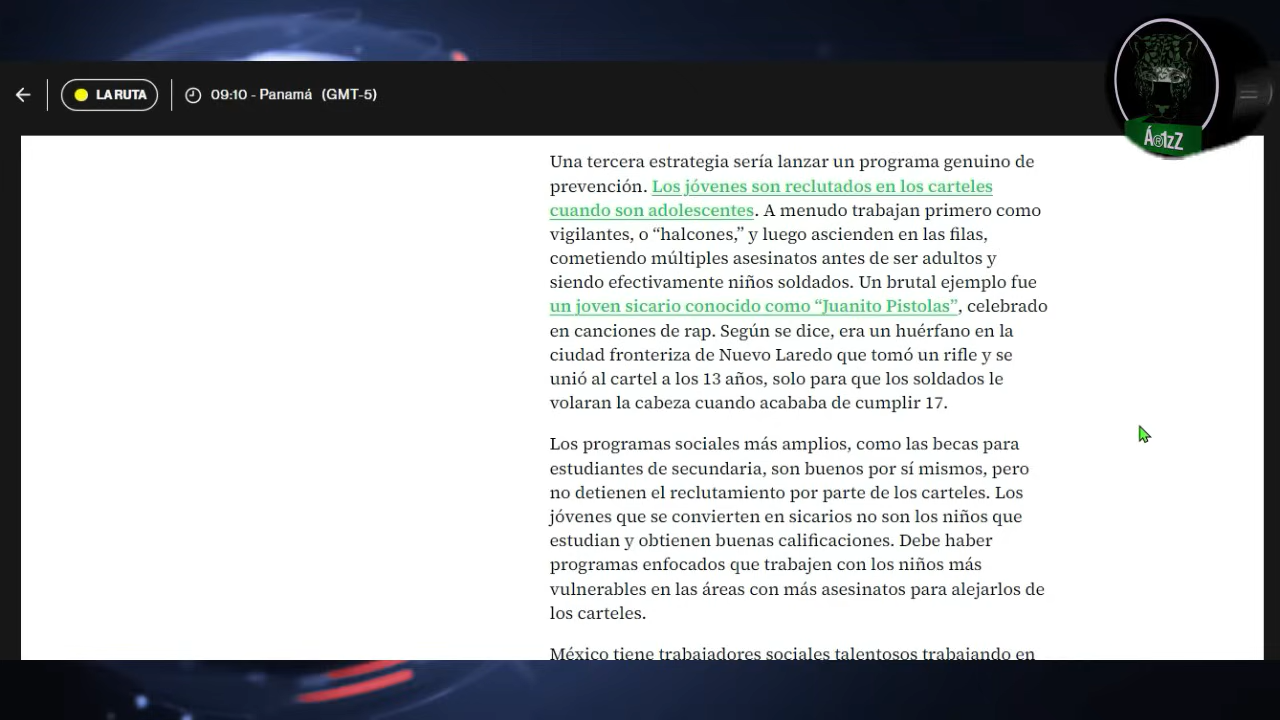 LA RUTA
09:10 - Panamá (GMT-5)
Á®1zZ
Una tercera estrategia sería lanzar un programa genuino de
prevención. Los jóvenes son reclutados en los carteles
cuando son adolescentes. A menudo trabajan primero como
vigilantes, o “halcones,” y luego ascienden en las filas,
cometiendo múltiples asesinatos antes de ser adultos y
siendo efectivamente niños soldados. Un brutal ejemplo fue
un joven sicario conocido como “Juanito Pistolas”, celebrado
en canciones de rap. Según se dice, era un huérfano en la
ciudad fronteriza de Nuevo Laredo que tomó un rifle y se
unió al cartel a los 13 años, solo para que los soldados le
volaran la cabeza cuando acababa de cumplir 17.
Los programas sociales más amplios, como las becas para
estudiantes de secundaria, son buenos por sí mismos, pero
no detienen el reclutamiento por parte de los carteles. Los
jóvenes que se convierten en sicarios no son los niños que
estudian y obtienen buenas calificaciones. Debe haber
programas enfocados que trabajen con los niños más
vulnerables en las áreas con más asesinatos para alejarlos de
los carteles.
México tiene trabajadores sociales talentosos trabajando en